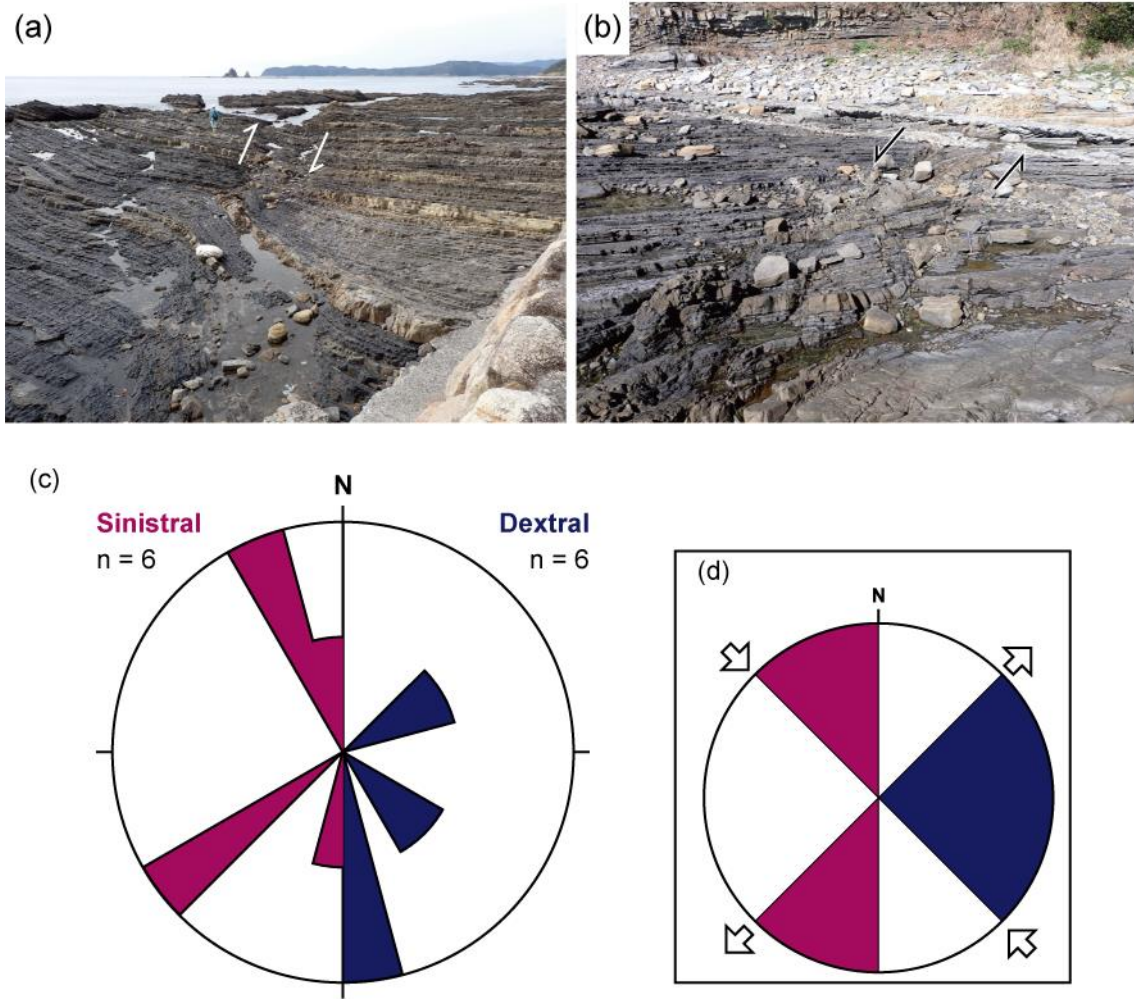 (a)
(b)
(c)
N
Sinistral
n = 6
Dextral
n = 6
(d)
N